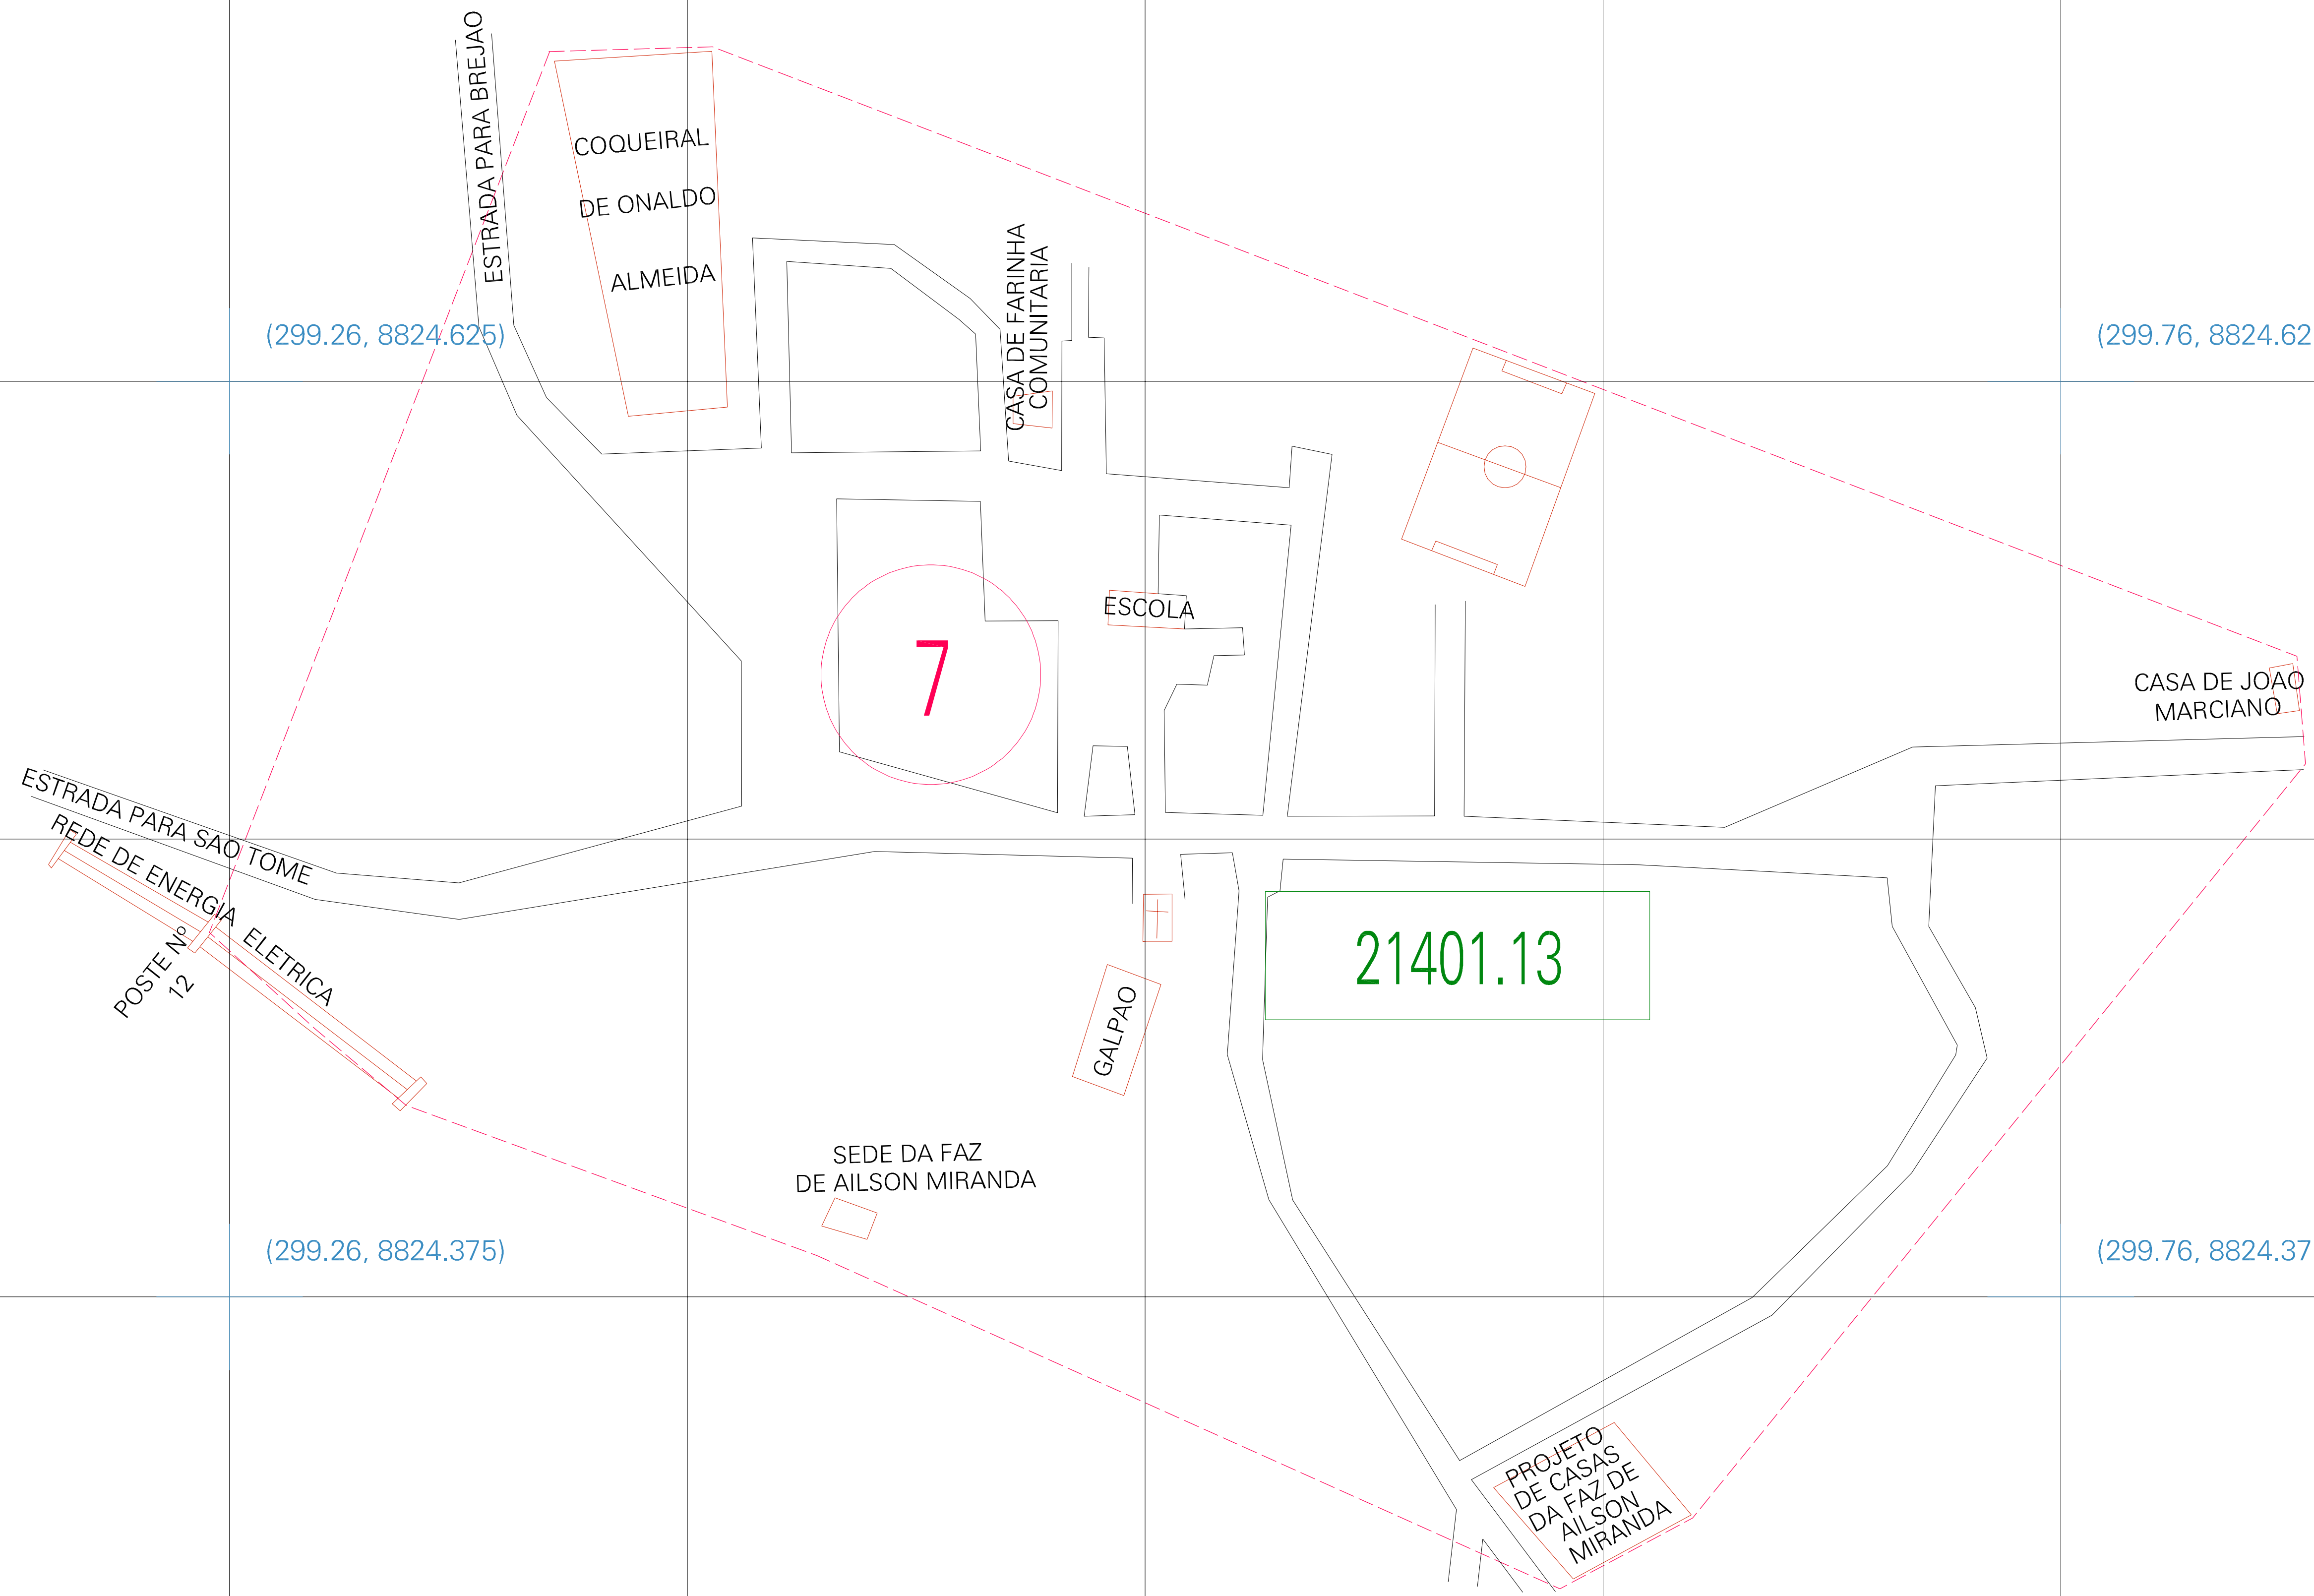 ESTRADA PARA BREJAO
COQUEIRAL
DE ONALDO
ALMEIDA
CASA DE FARINHA
COMUNITARIA
(299.26, 8824.625)
(299.76, 8824.62
ESCOLA
7
CASA DE JOAO
MARCIANO
ESTRADA PARA SAO TOME
REDE DE ENERGIA ELETRICA
POSTE Nº
12
21401.13
GALPAO
SEDE DA FAZ
DE AILSON MIRANDA
(299.26, 8824.375)
(299.76, 8824.37
PROJETO
DE CASAS
DA FAZ DE
AILSON
MIRANDA